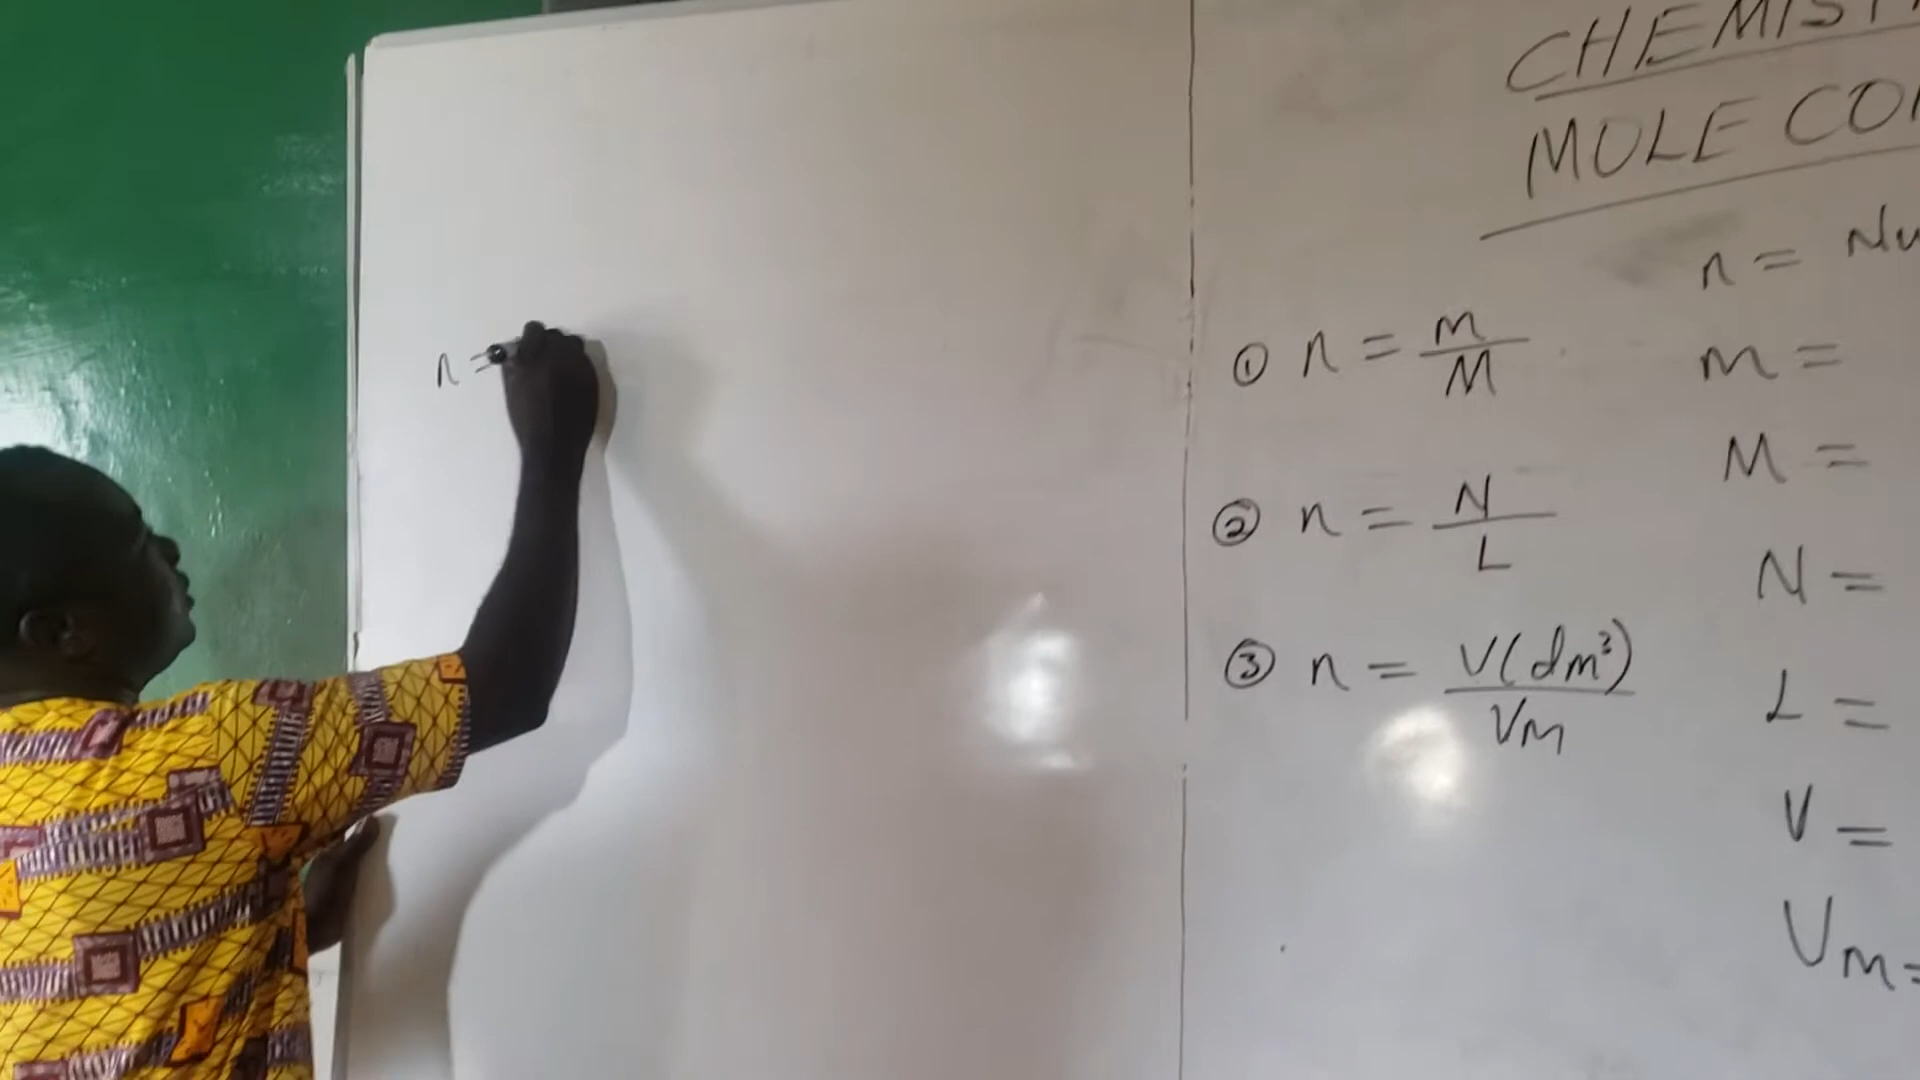 CHEMIST
MOLE CO
n = Nu
n =
① n = m/M
m =
M =
② n = N/L
N =
③ n = V(dm³)/Vm
L =
V =
Vm =